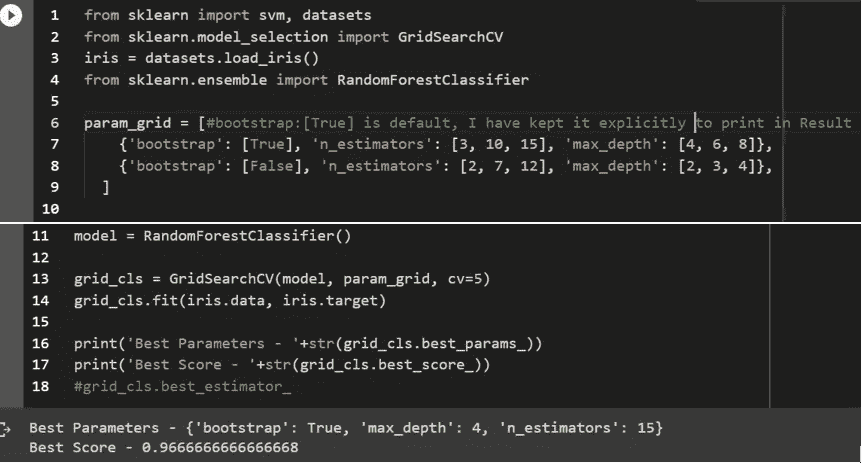 1 from sklearn import svm, datasets
2 from sklearn.model_selection import GridSearchCV
3 iris = datasets.load_iris()
4 from sklearn.ensemble import RandomForestClassifier
5
6 param_grid = [#bootstrap:[True] is default, I have kept it explicitly to print in Result
7 {'bootstrap': [True], 'n_estimators': [3, 10, 15], 'max_depth': [4, 6, 8]},
8 {'bootstrap': [False], 'n_estimators': [2, 7, 12], 'max_depth': [2, 3, 4]},
9 ]
10
11 model = RandomForestClassifier()
12
13 grid_cls = GridSearchCV(model, param_grid, cv=5)
14 grid_cls.fit(iris.data, iris.target)
15
16 print('Best Parameters - '+str(grid_cls.best_params_))
17 print('Best Score - '+str(grid_cls.best_score_))
18 #grid_cls.best_estimator_
Best Parameters - {'bootstrap': True, 'max_depth': 4, 'n_estimators': 15}
Best Score - 0.9666666666666668